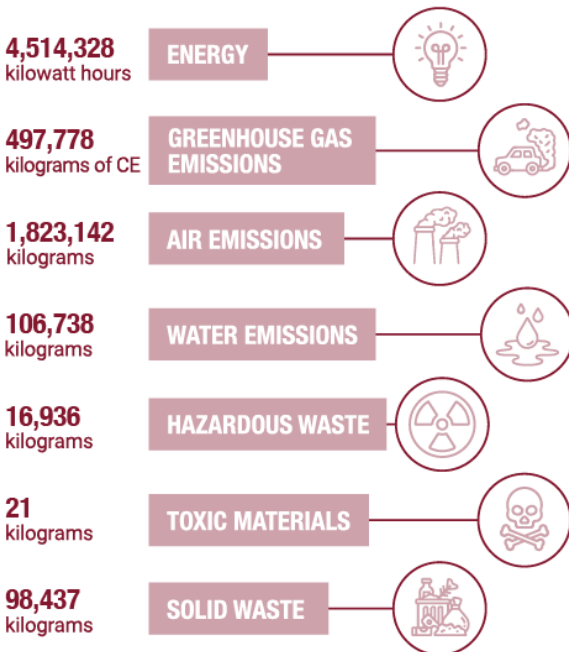 4,514,328
kilowatt hours
ENERGY
497,778
kilograms of CE
GREENHOUSE GAS
EMISSIONS
1,823,142
kilograms
AIR EMISSIONS
106,738
kilograms
WATER EMISSIONS
16,936
kilograms
HAZARDOUS WASTE
21
kilograms
TOXIC MATERIALS
98,437
kilograms
SOLID WASTE